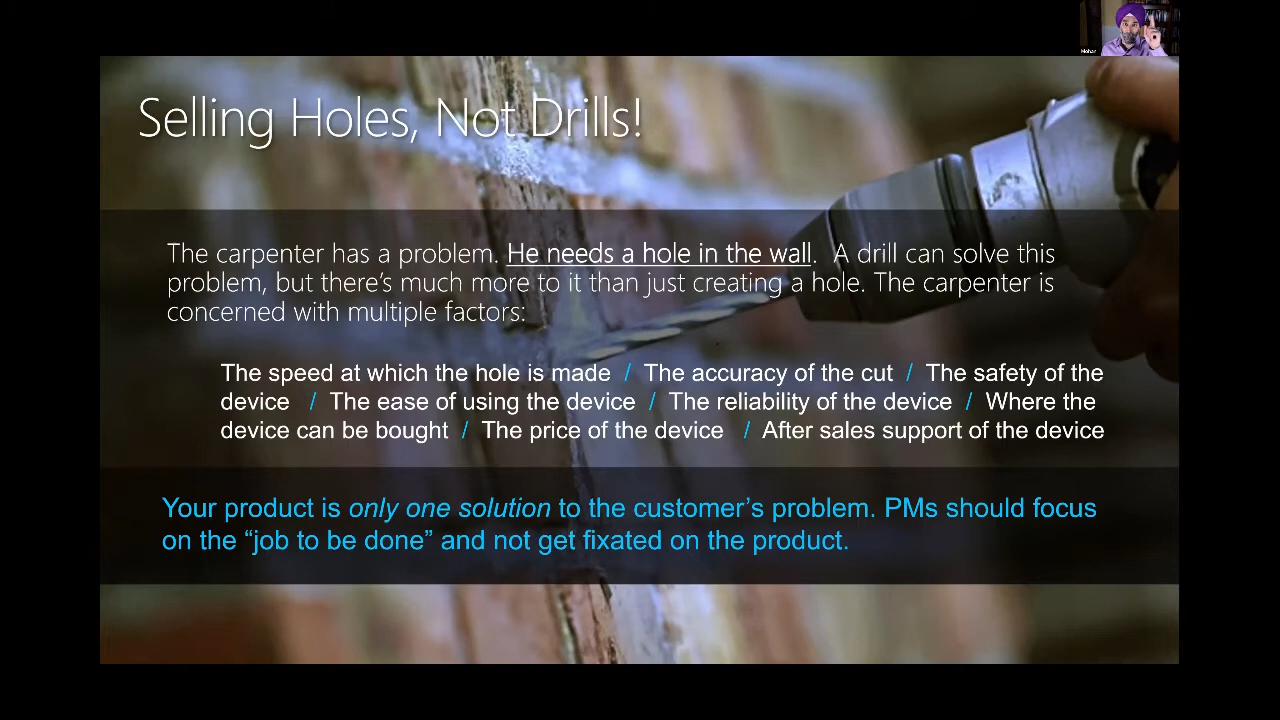 Mohan
Selling Holes, Not Drills!
The carpenter has a problem. He needs a hole in the wall.  A drill can solve this
problem, but there’s much more to it than just creating a hole. The carpenter is
concerned with multiple factors:
The speed at which the hole is made / The accuracy of the cut / The safety of the
device / The ease of using the device / The reliability of the device / Where the
device can be bought / The price of the device / After sales support of the device
Your product is only one solution to the customer’s problem. PMs should focus
on the “job to be done” and not get fixated on the product.